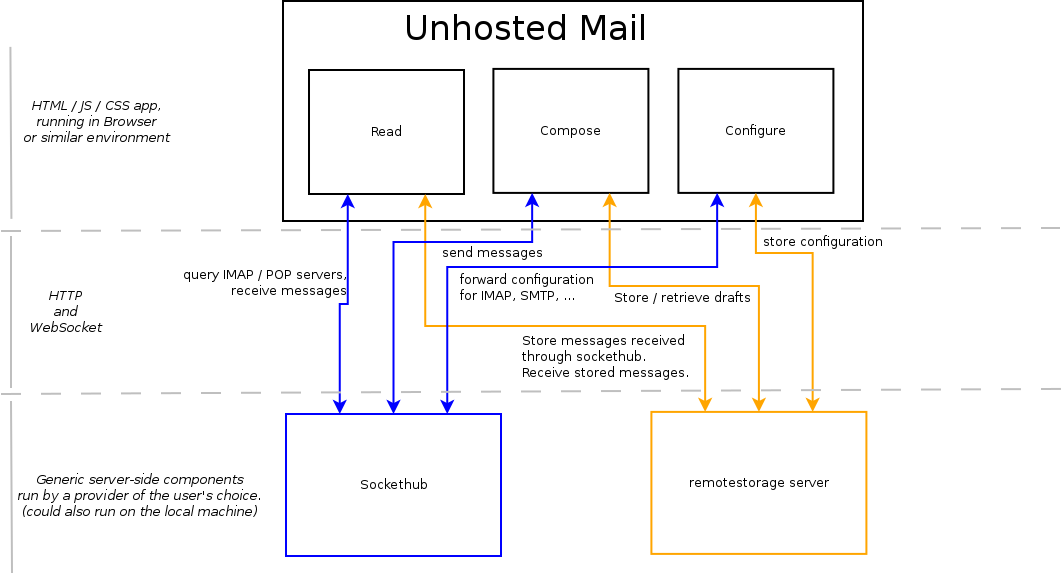 Unhosted Mail
HTML / JS / CSS app,
running in Browser
or similar environment
Read
Compose
Configure
store configuration
send messages
query IMAP / POP servers,
receive messages
forward configuration
for IMAP, SMTP, ...
Store / retrieve drafts
HTTP
and
WebSocket
Store messages received
through sockethub.
Receive stored messages.
Generic server-side components
run by a provider of the user's choice.
(could also run on the local machine)
Sockethub
remotestorage server